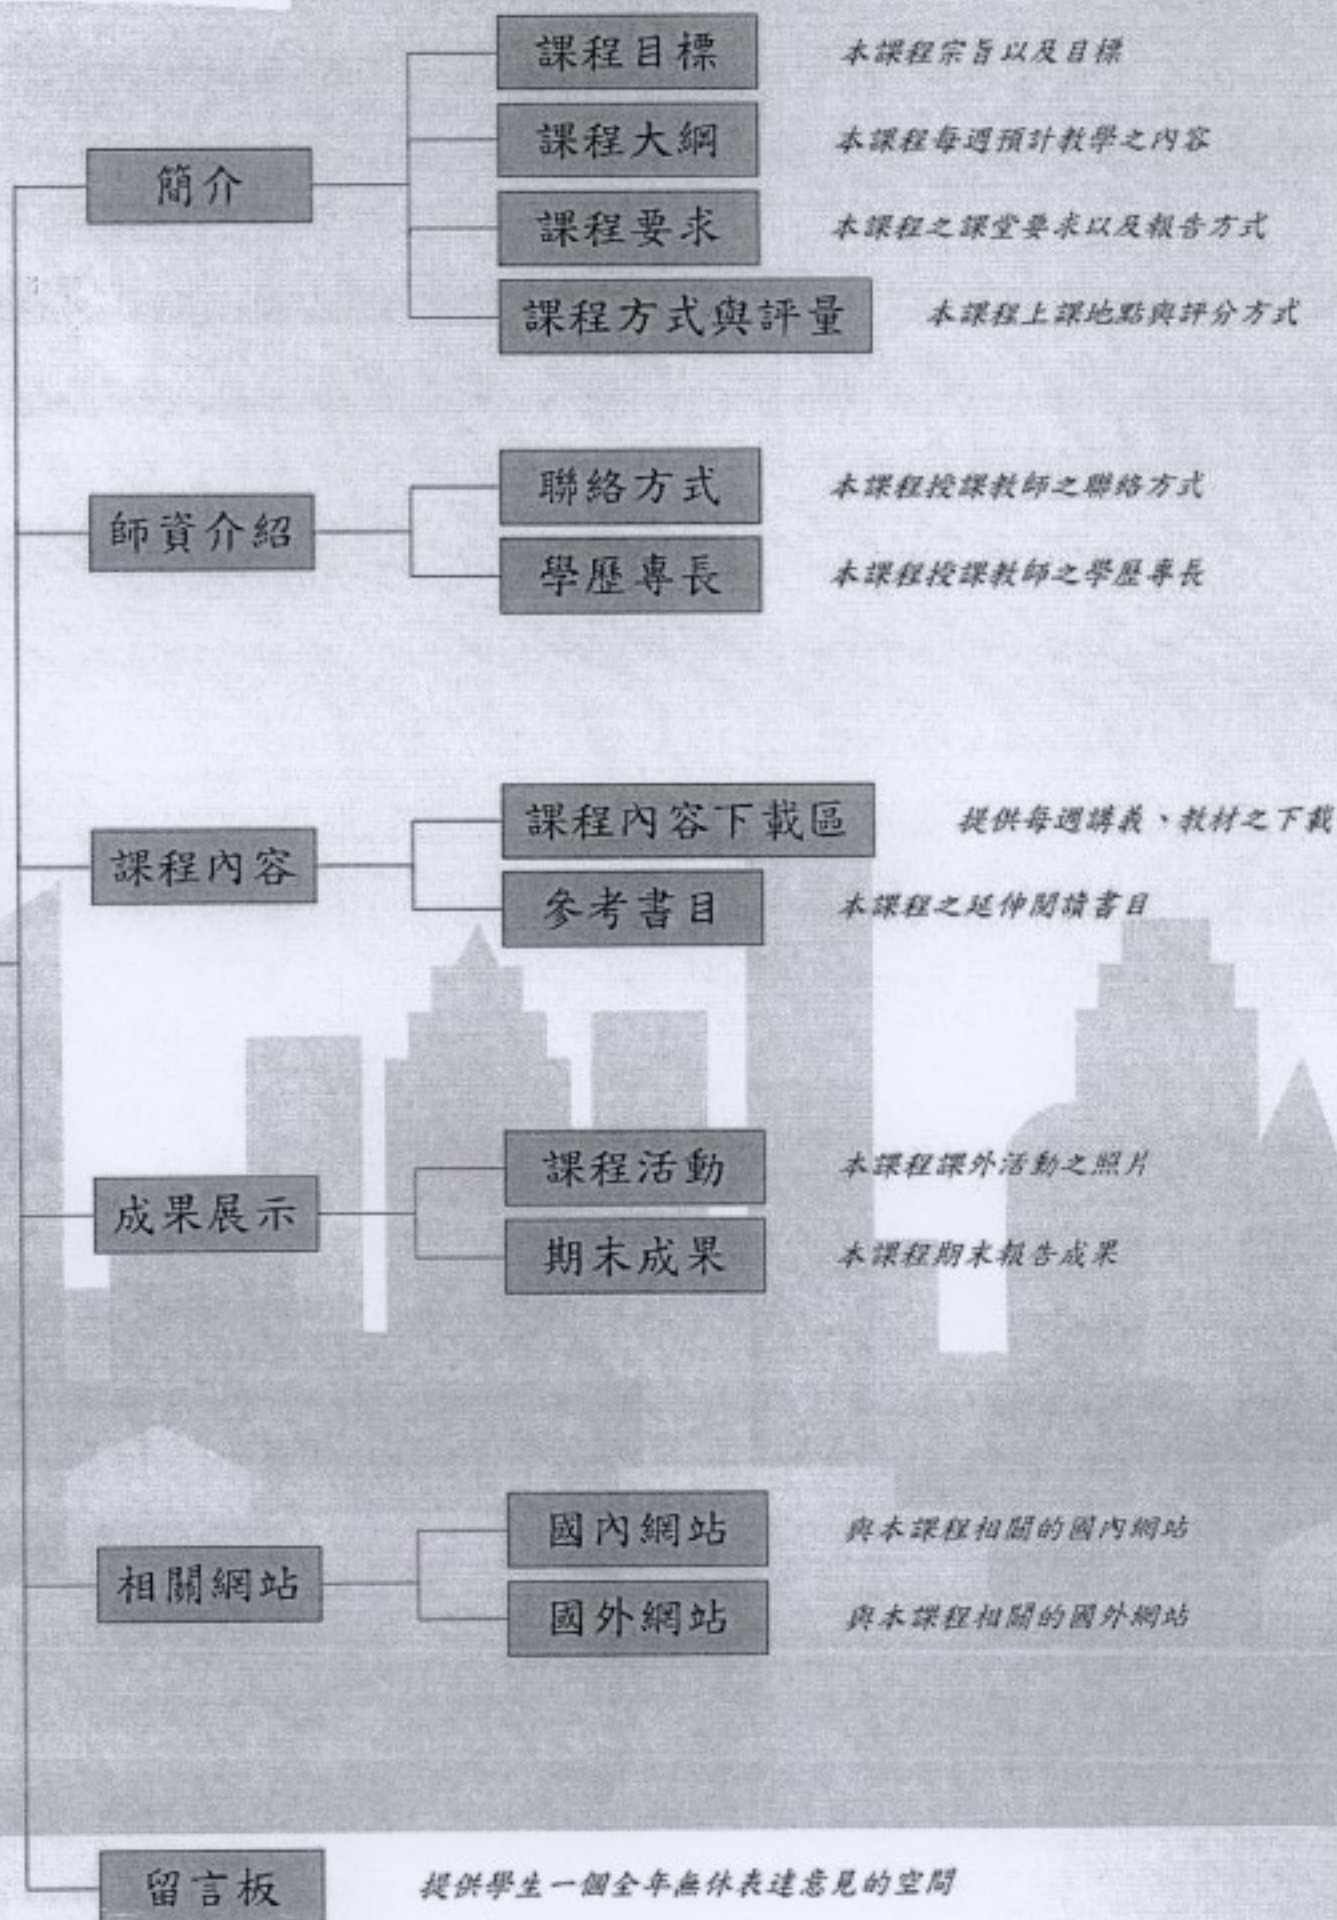 課程目標 本課程宗旨以及目標
課程大綱 本課程每週預計教學之內容
簡介
課程要求 本課程之課堂要求以及報告方式
課程方式與評量 本課程上課地點與評分方式
聯絡方式 本課程授課教師之聯絡方式
師資介紹
學歷專長 本課程授課教師之學歷專長
課程內容下載區 提供每週講義、教材之下載
課程內容
參考書目 本課程之延伸閱讀書目
課程活動 本課程課外活動之照片
成果展示
期末成果 本課程期末報告成果
國內網站 與本課程相關的國內網站
相關網站
國外網站 與本課程相關的國外網站
留言板 提供學生一個全年無休表達意見的空間